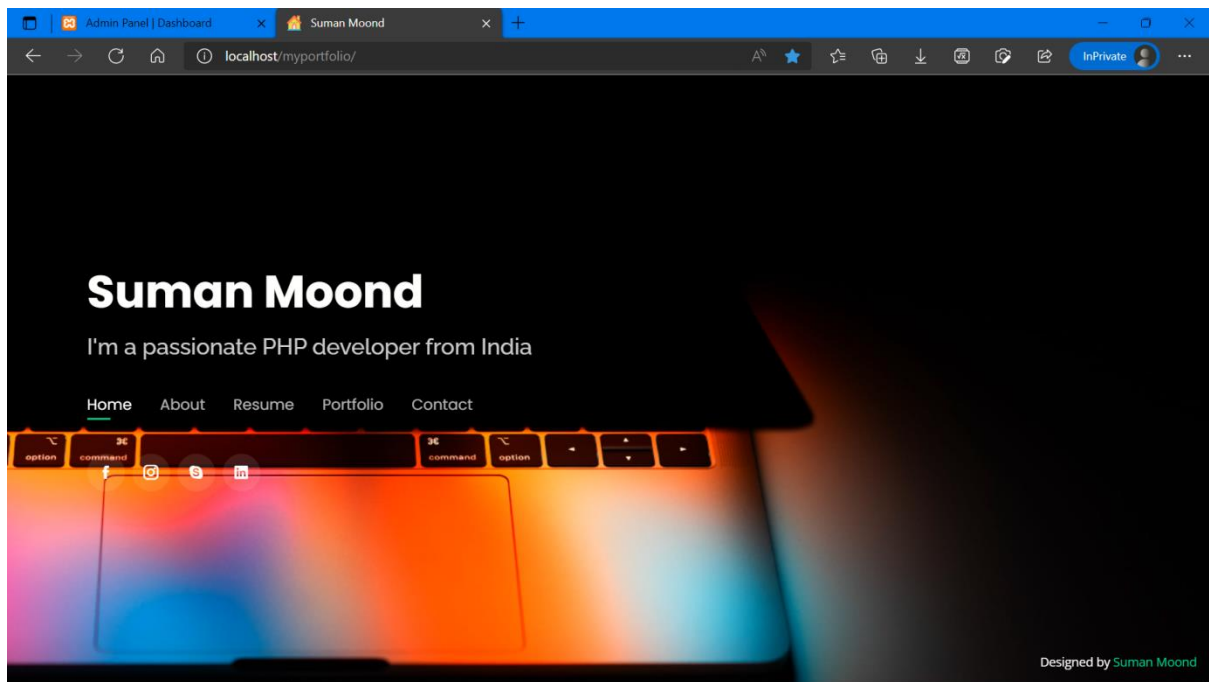 Admin Panel | Dashboard
Suman Moond
localhost/myportfolio/
InPrivate
Suman Moond
I'm a passionate PHP developer from India
Home About Resume Portfolio Contact
option command command option
Designed by Suman Moond